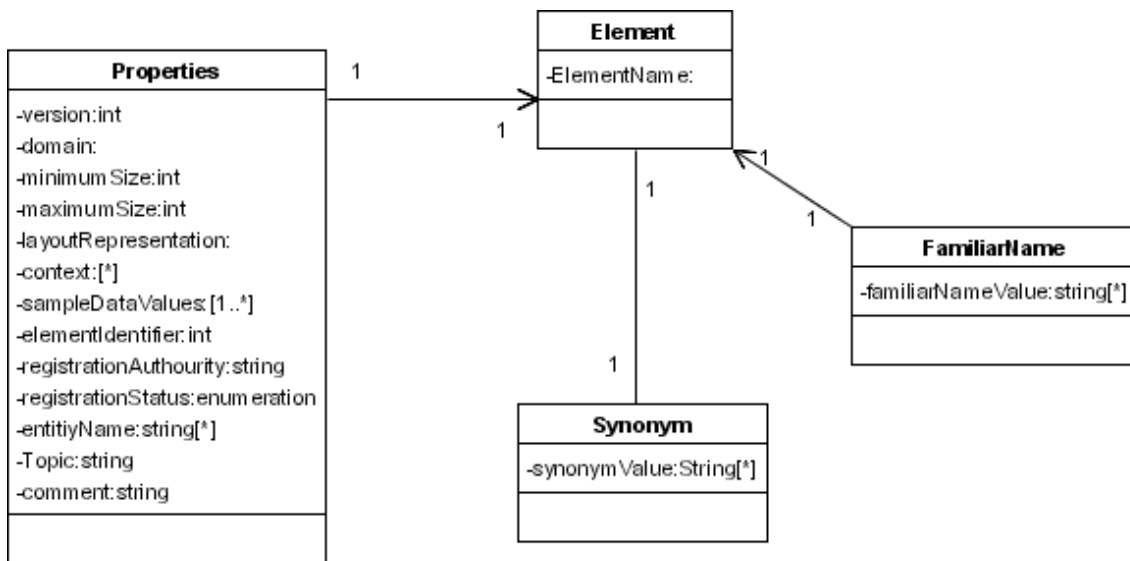 Properties
-version:int
-domain:
-minimumSize:int
-maximumSize:int
-layoutRepresentation:
-context:[*]
-sampleDataValues:[1..*]
-elementIdentifier:int
-registrationAuthourity:string
-registrationStatus:enumeration
-entitiyName:string[*]
-Topic:string
-comment:string
1
1
Element
-ElementName:
1
1
1
1
FamiliarName
-familiarNameValue:string[*]
Synonym
-synonymValue:String[*]